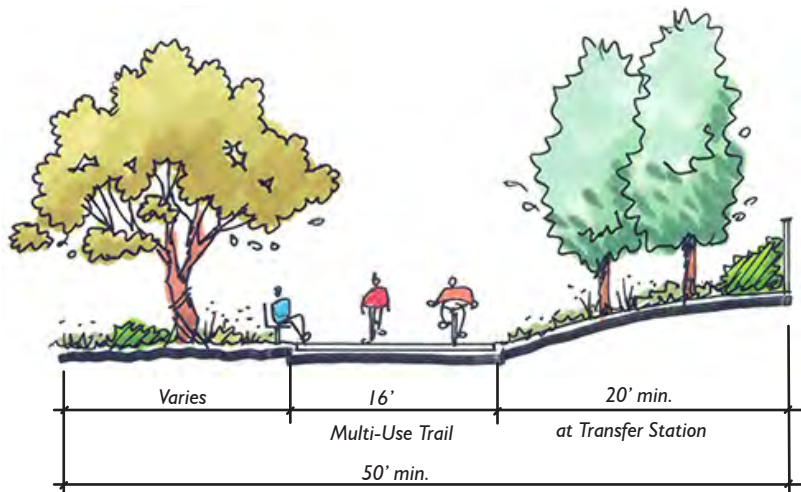 Varies
16’
20’ min.
Multi-Use Trail
at Transfer Station
50’ min.